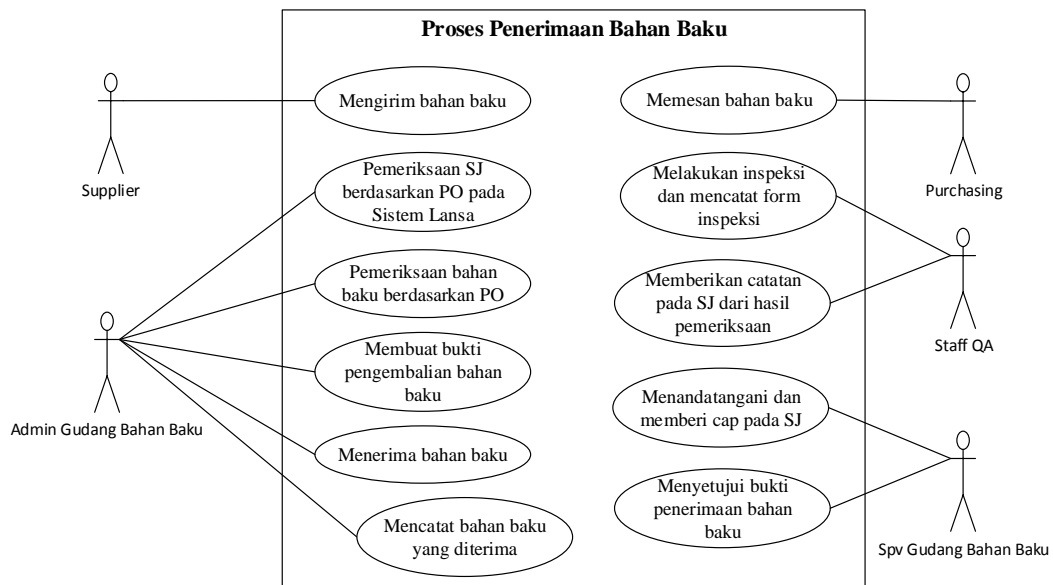 Proses Penerimaan Bahan Baku
Mengirim bahan baku
Memesan bahan baku
Supplier
Purchasing
Pemeriksaan SJ
berdasarkan PO pada
Sistem Lansa
Melakukan inspeksi
dan mencatat form
inspeksi
Pemeriksaan bahan
baku berdasarkan PO
Memberikan catatan
pada SJ dari hasil
pemeriksaan
Staff QA
Membuat bukti
pengembalian bahan
baku
Admin Gudang Bahan Baku
Menandatangani dan
memberi cap pada SJ
Menerima bahan baku
Menyetujui bukti
penerimaan bahan
baku
Mencatat bahan baku
yang diterima
Spv Gudang Bahan Baku